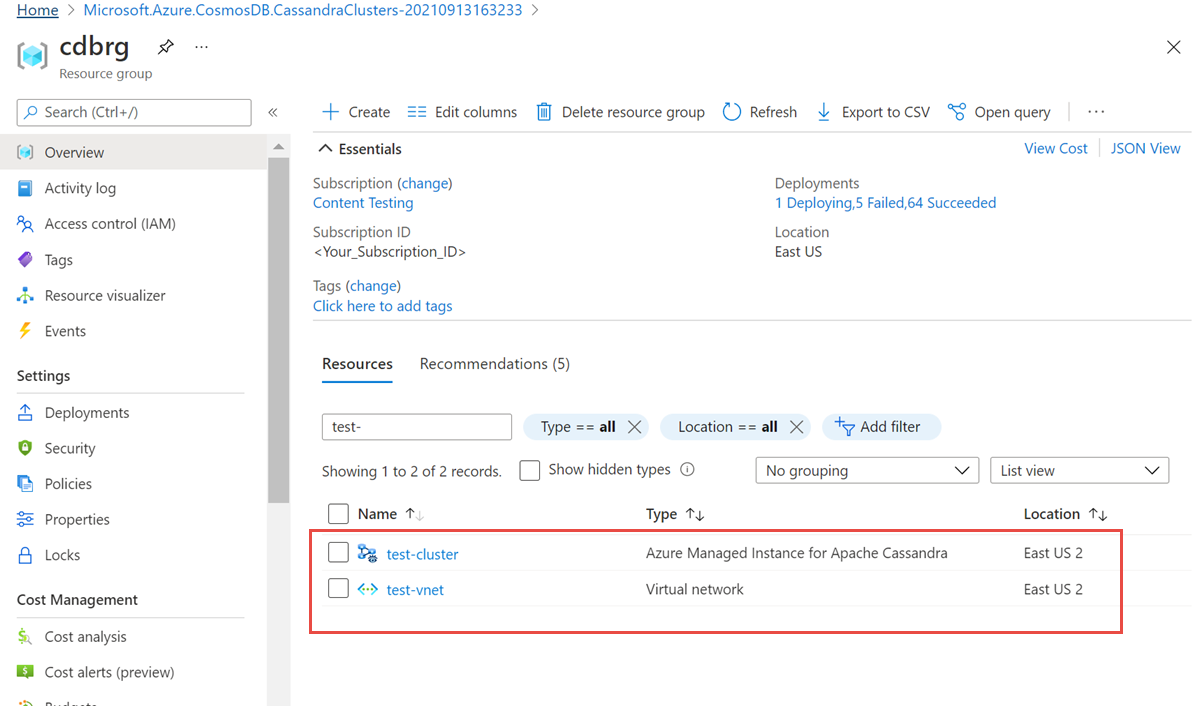 Home > Microsoft.Azure.CosmosDB.CassandraClusters-20210913163233 >
cdbrg
Resource group
Search (Ctrl+/)
Overview
Activity log
Access control (IAM)
Tags
Resource visualizer
Events
Settings
Deployments
Security
Policies
Properties
Locks
Cost Management
Cost analysis
Cost alerts (preview)
Budgets
Create Edit columns Delete resource group Refresh Export to CSV Open query
Essentials
View Cost JSON View
Subscription (change)
Content Testing
Subscription ID
<Your_Subscription_ID>
Deployments
1 Deploying,5 Failed,64 Succeeded
Location
East US
Tags (change)
Click here to add tags
Resources Recommendations (5)
test- Type == all Location == all Add filter
Showing 1 to 2 of 2 records. Show hidden types No grouping List view
Name Type Location
test-cluster Azure Managed Instance for Apache Cassandra East US 2
test-vnet Virtual network East US 2